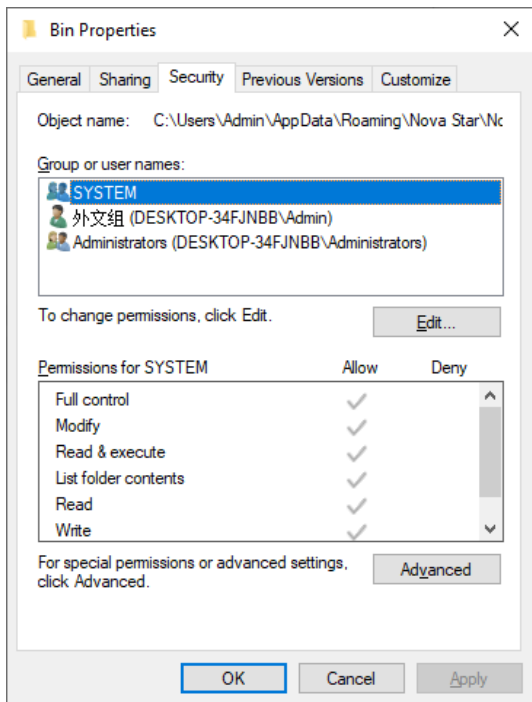 Bin Properties
General Sharing Security Previous Versions Customize
Object name: C:\Users\Admin\AppData\Roaming\Nova Star\Nc
Group or user names:
SYSTEM
外文组 (DESKTOP-34FJNBB\Admin)
Administrators (DESKTOP-34FJNBB\Administrators)
To change permissions, click Edit.
Edit...
Permissions for SYSTEM Allow Deny
Full control
Modify
Read & execute
List folder contents
Read
Write
For special permissions or advanced settings,
click Advanced.
Advanced
OK Cancel Apply